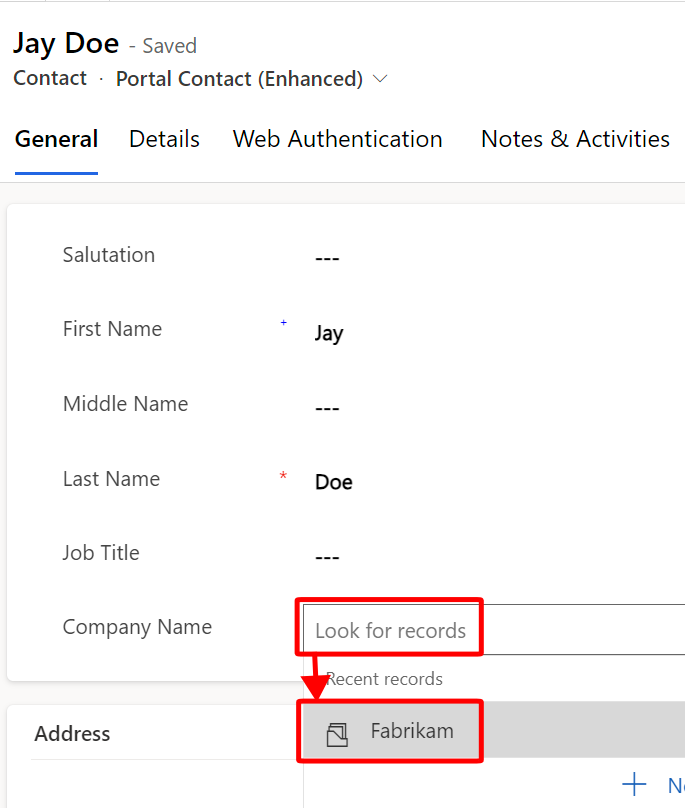 Jay Doe - Saved
Contact · Portal Contact (Enhanced)
General Details Web Authentication Notes & Activities
Salutation ---
First Name + Jay
Middle Name ---
Last Name * Doe
Job Title ---
Company Name Look for records
Recent records
Address Fabrikam
+